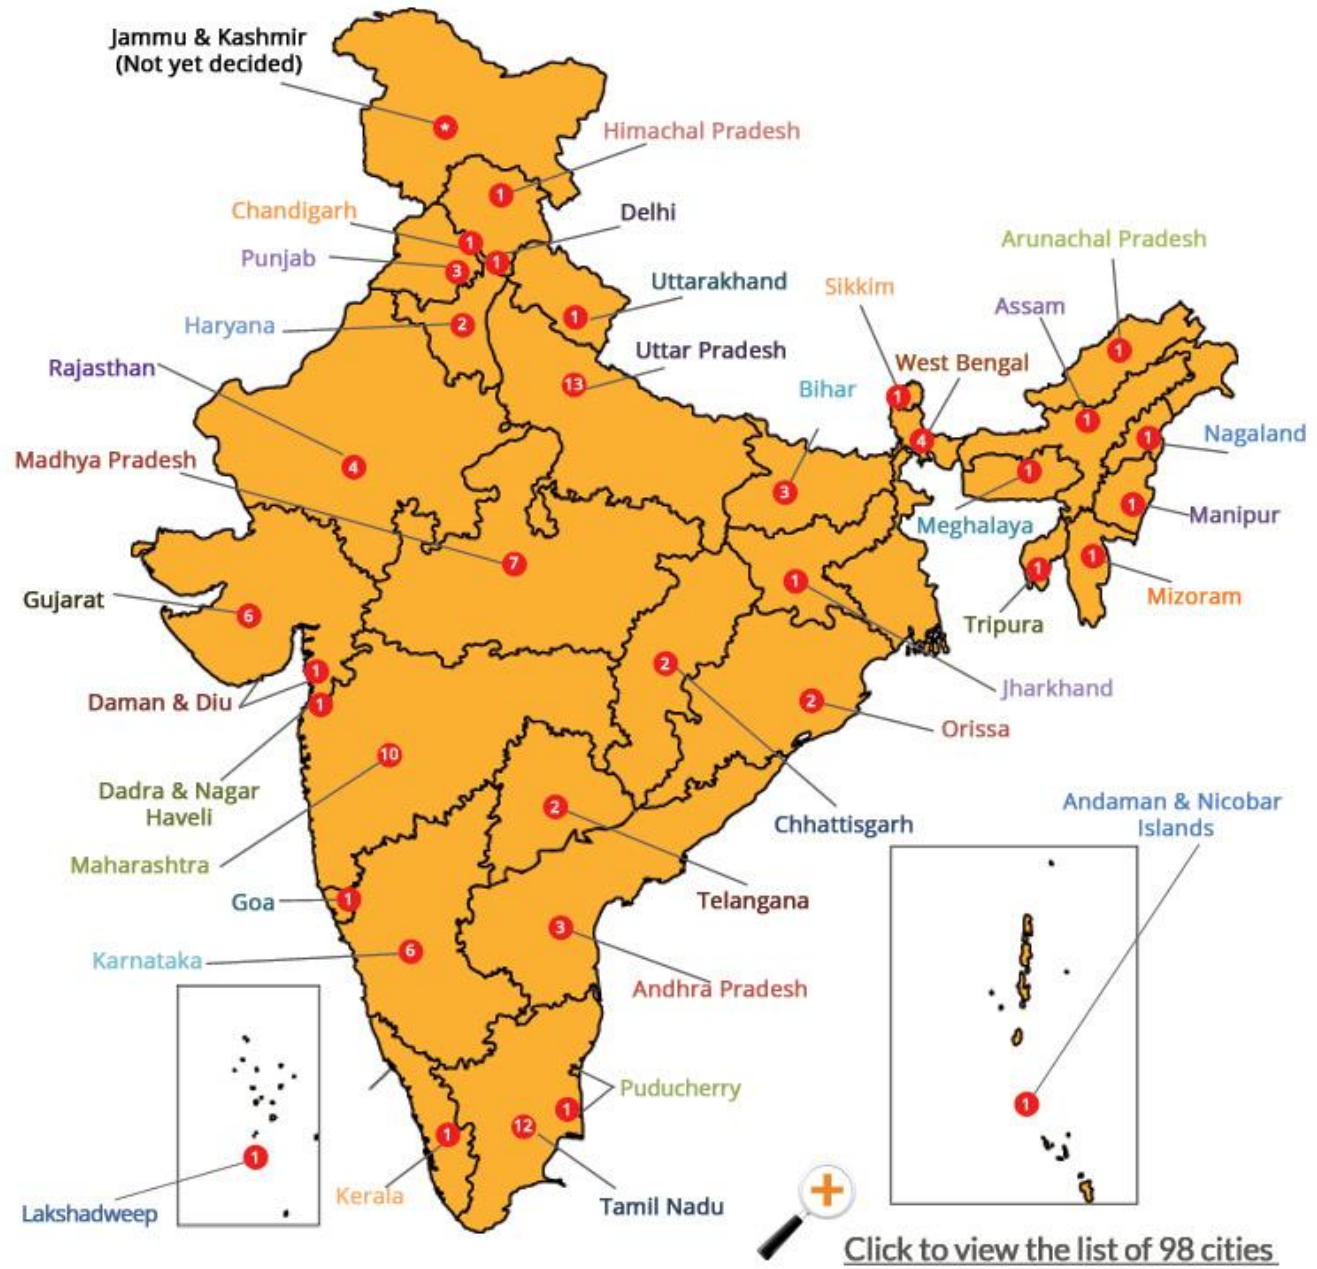 Jammu & Kashmir
(Not yet decided)
*
Himachal Pradesh
1
Chandigarh
1
Delhi
1
Punjab
3
Uttarakhand
1
Haryana
2
Uttar Pradesh
13
Rajasthan
4
Madhya Pradesh
7
Arunachal Pradesh
1
Sikkim
1
Assam
1
West Bengal
4
Bihar
3
Nagaland
1
Meghalaya
1
Manipur
1
Mizoram
1
Tripura
1
Gujarat
6
Jharkhand
1
Daman & Diu
1
Orissa
2
Dadra & Nagar
Haveli
1
Chhattisgarh
2
Maharashtra
10
Telangana
2
Goa
1
Andhra Pradesh
3
Karnataka
6
Andaman & Nicobar
Islands
1
Puducherry
1
Lakshadweep
1
Kerala
1
Tamil Nadu
12
Click to view the list of 98 cities